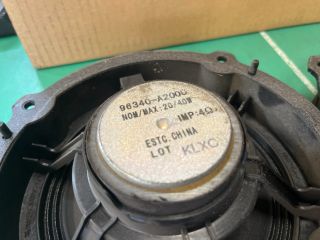 96340-A2000
NOM/MAX:20/40W
IMP:4Ω
ESTC.CHINA
LOT KLXC